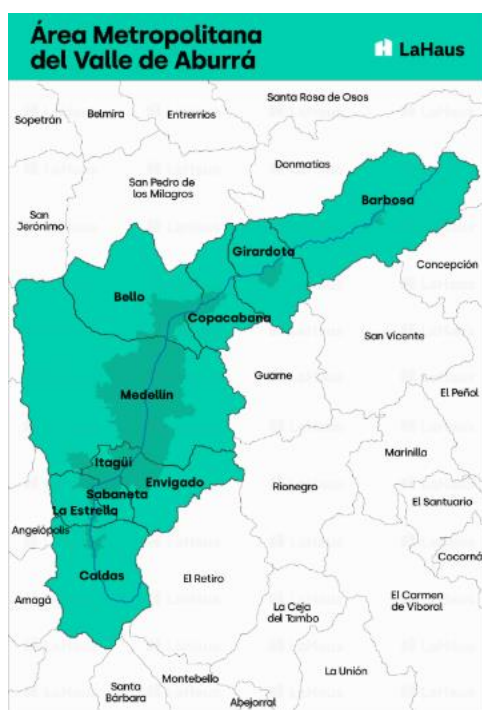 Área Metropolitana
del Valle de Aburrá
LaHaus
Santa Rosa de Osos
Sopetrán
Belmira
Entrerríos
Donmatías
San Pedro de
los Milagros
Barbosa
San
Jerónimo
Girardota
Concepción
Bello
Copacabana
San Vicente
Guarne
Medellín
El Peñol
Marinilla
Itagüí
Envigado
Rionegro
Sabaneta
El Santuario
La Estrella
Angelópolis
Cocorná
Caldas
El Retiro
Amagá
El Carmen
de Viboral
La Ceja
del Tambo
La Unión
Montebello
Santa
Bárbara
Abejorral